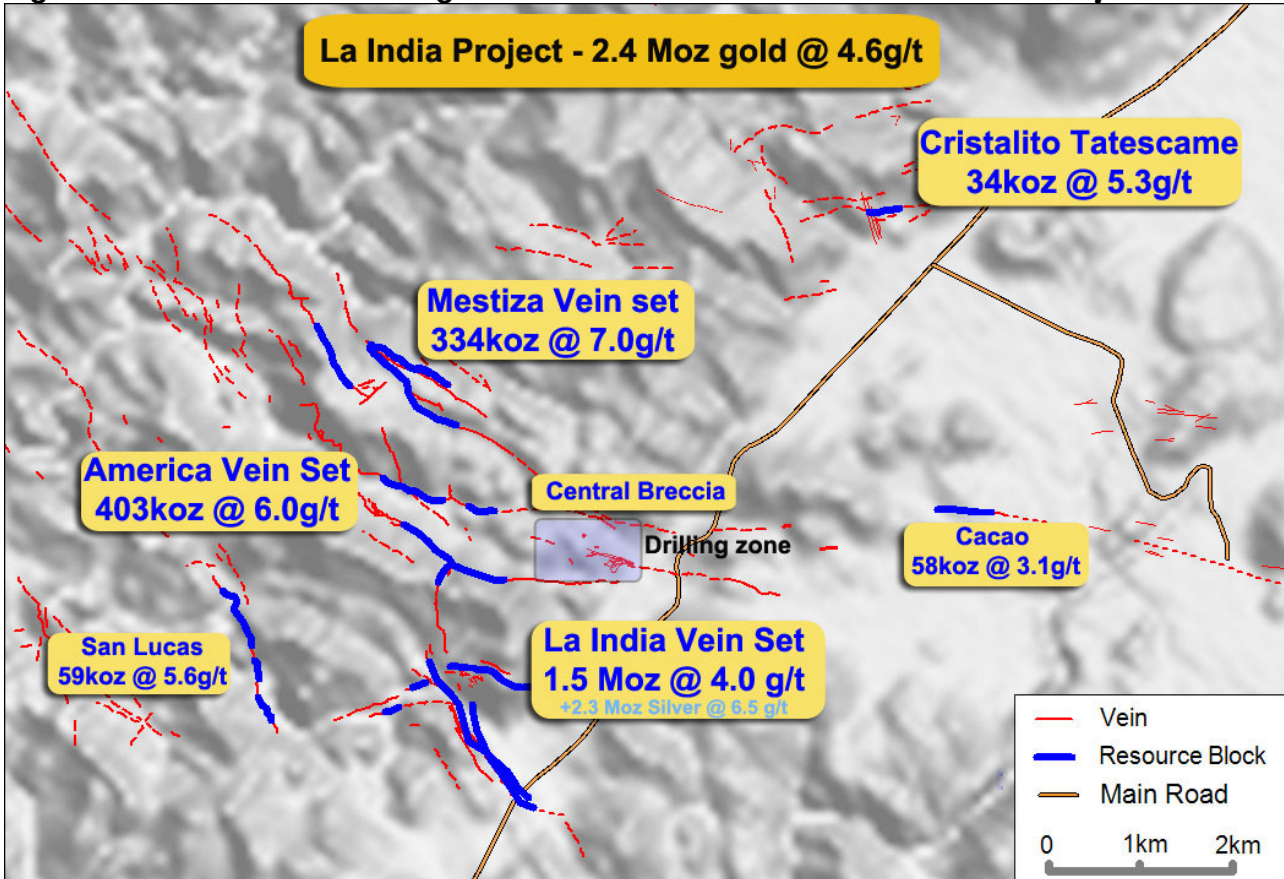 La India Project - 2.4 Moz gold @ 4.6g/t
Cristalito Tatescame
34koz @ 5.3g/t
Mestiza Vein set
334koz @ 7.0g/t
America Vein Set
403koz @ 6.0g/t
Central Breccia
Drilling zone
Cacao
58koz @ 3.1g/t
San Lucas
59koz @ 5.6g/t
La India Vein Set
1.5 Moz @ 4.0 g/t
+2.3 Moz Silver @ 6.5 g/t
Vein
Resource Block
Main Road
0 1km 2km